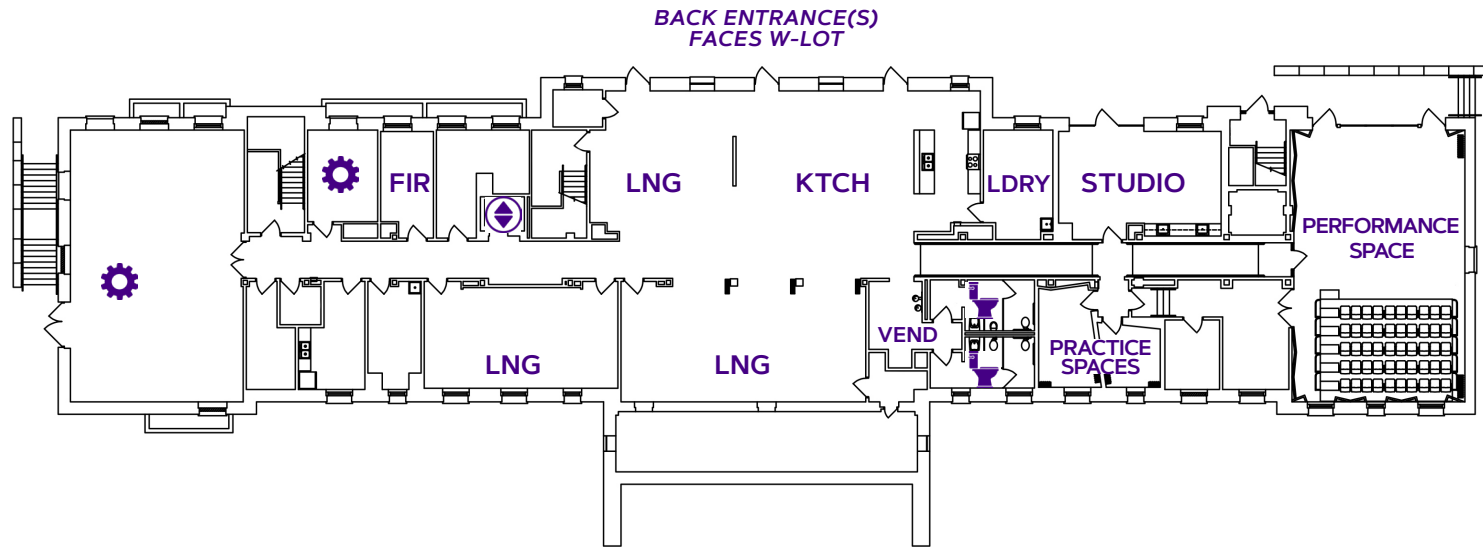 BACK ENTRANCE(S)
FACES W-LOT
FIR
LNG
KTCH
LDRY
STUDIO
PERFORMANCE
SPACE
VEND
PRACTICE
SPACES
LNG
LNG